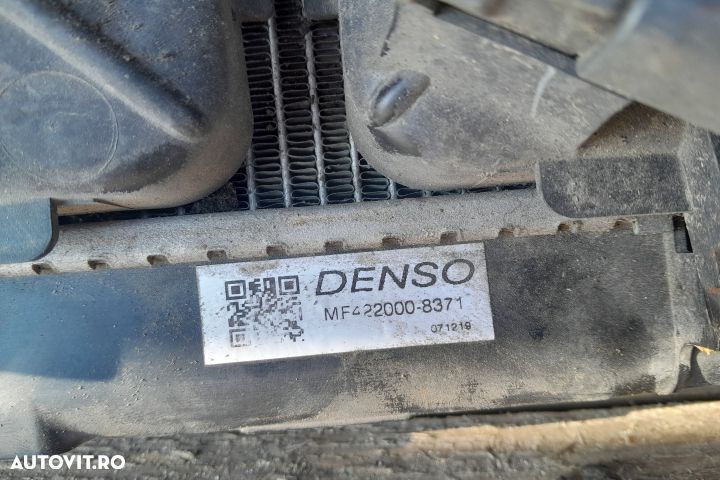 DENSO
MF422000-8371
071219
AUTOVIT.RO